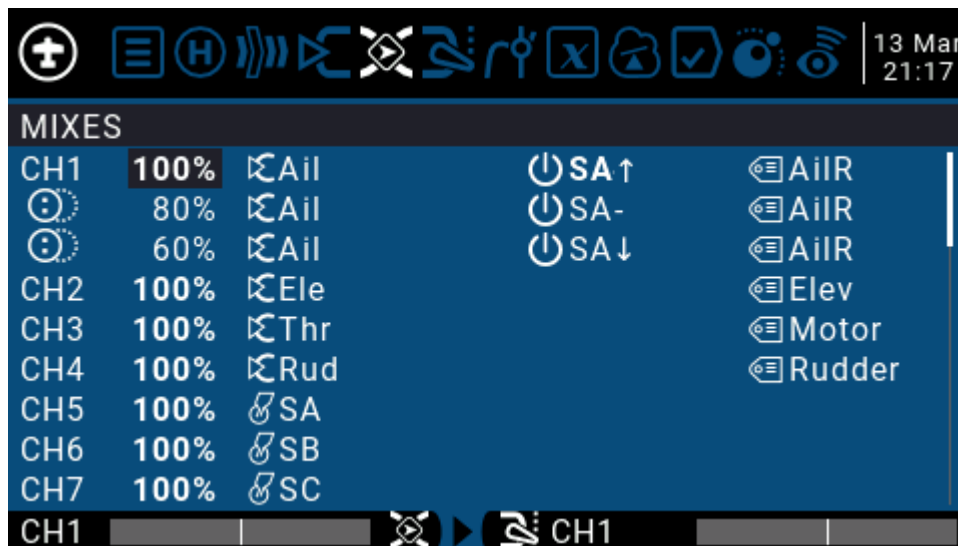 13 Mar
21:17
MIXES
CH1 100% Ail SA↑ AilR
80% Ail SA- AilR
60% Ail SA↓ AilR
CH2 100% Ele Elev
CH3 100% Thr Motor
CH4 100% Rud Rudder
CH5 100% SA
CH6 100% SB
CH7 100% SC
CH1 CH1